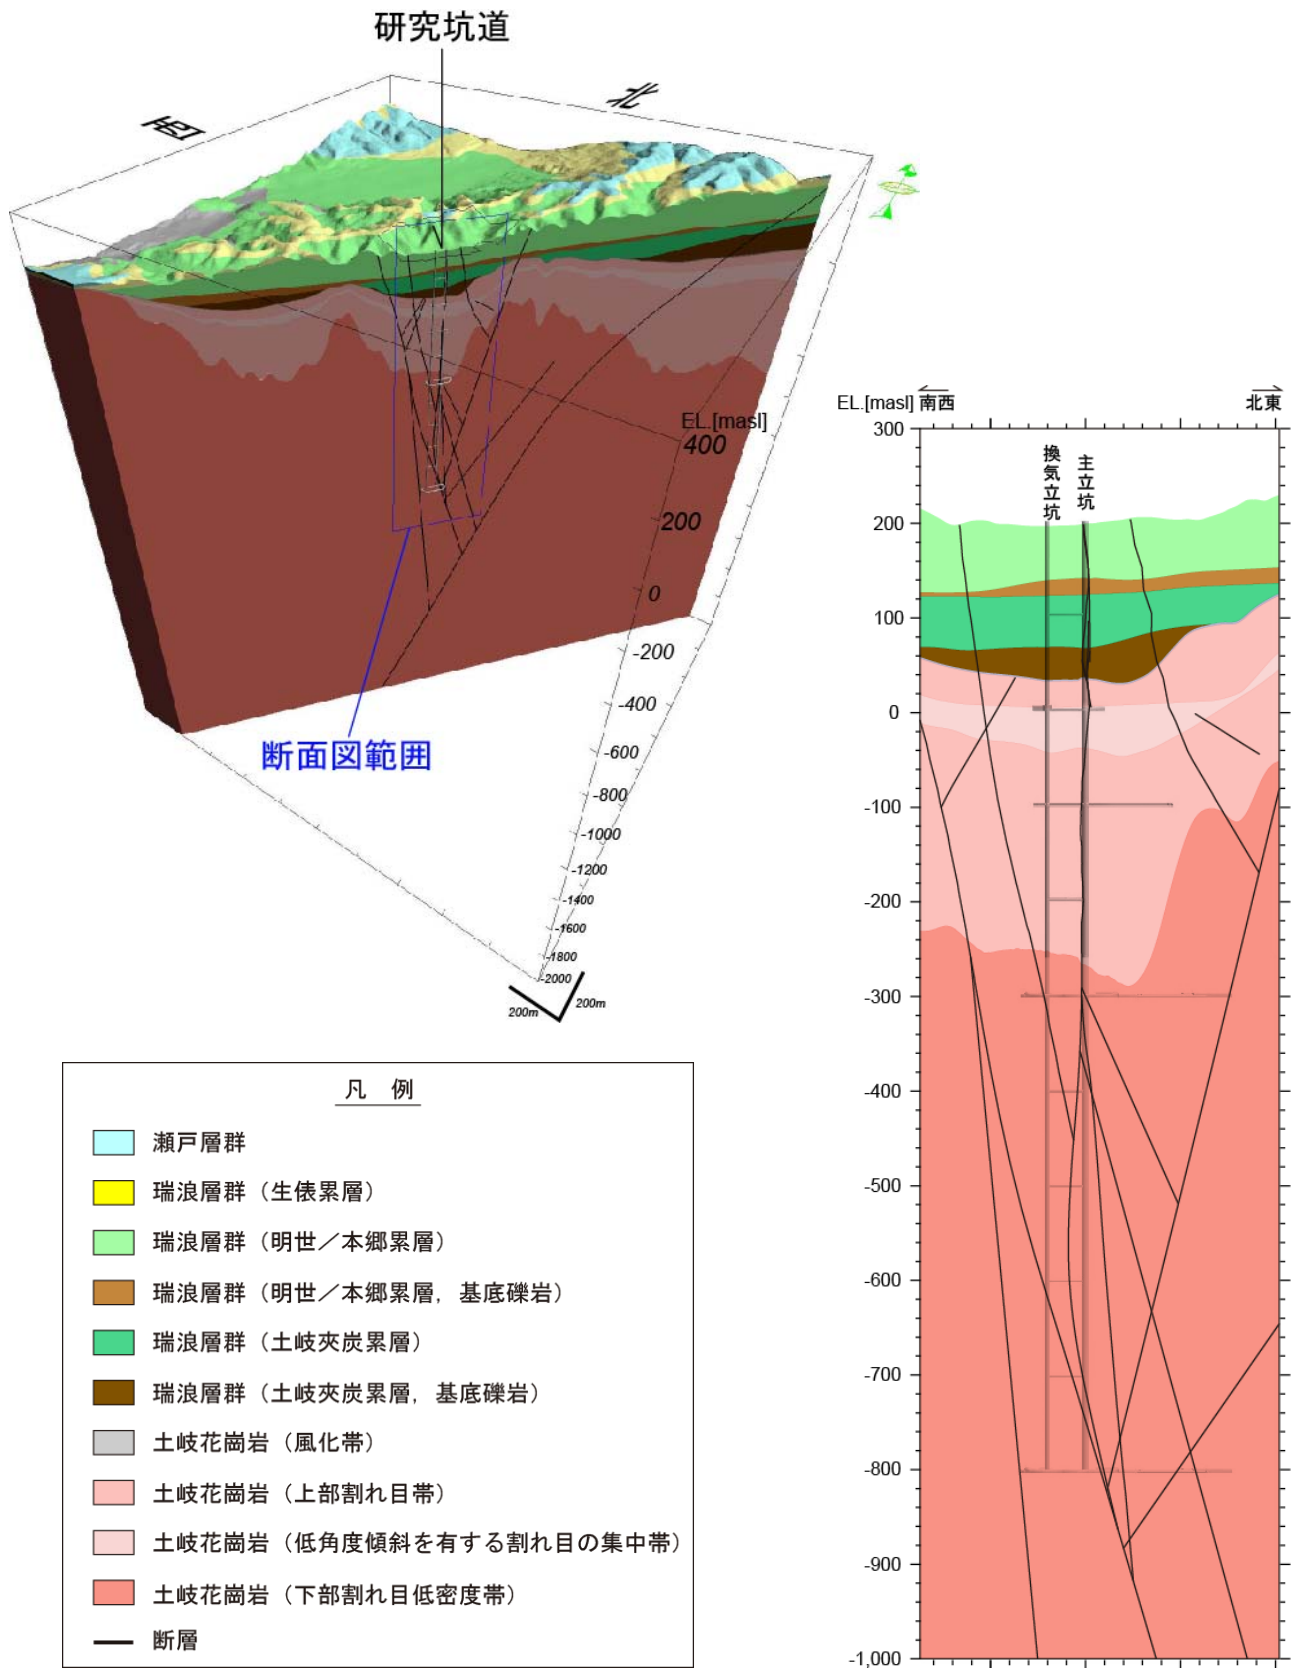 研究坑道
西
北
EL.[masl]
400
200
0
-200
-400
-600
-800
-1000
-1200
-1400
-1600
-1800
-2000
200m
200m
断面図範囲
EL.[masl]
南西
北東
換気立坑
主立坑
300
200
100
0
-100
-200
-300
-400
-500
-600
-700
-800
-900
-1,000
凡 例
瀬戸層群
瑞浪層群（生俵累層）
瑞浪層群（明世／本郷累層）
瑞浪層群（明世／本郷累層，基底礫岩）
瑞浪層群（土岐夾炭累層）
瑞浪層群（土岐夾炭累層，基底礫岩）
土岐花崗岩（風化帯）
土岐花崗岩（上部割れ目帯）
土岐花崗岩（低角度傾斜を有する割れ目の集中帯）
土岐花崗岩（下部割れ目低密度帯）
断層